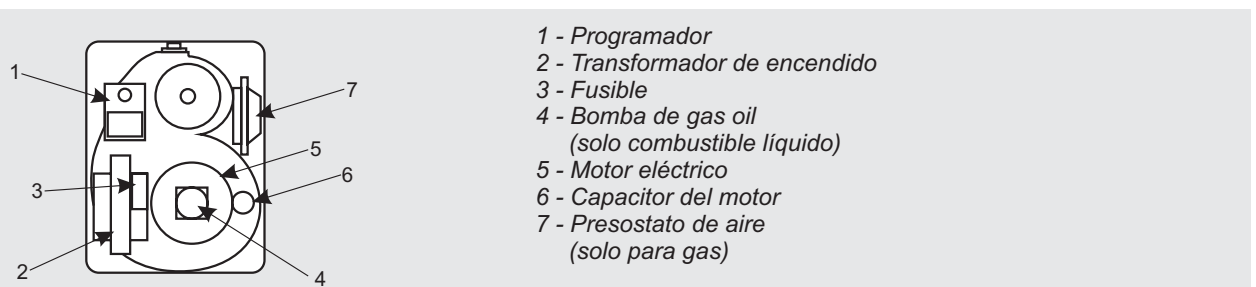 1
2
3
4
5
6
7
1 - Programador
2 - Transformador de encendido
3 - Fusible
4 - Bomba de gas oil
(solo combustible líquido)
5 - Motor eléctrico
6 - Capacitor del motor
7 - Presostato de aire
(solo para gas)